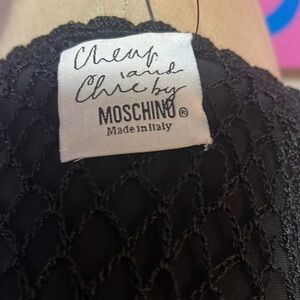 Cheap
and
Chic by
MOSCHINO®
Made in Italy